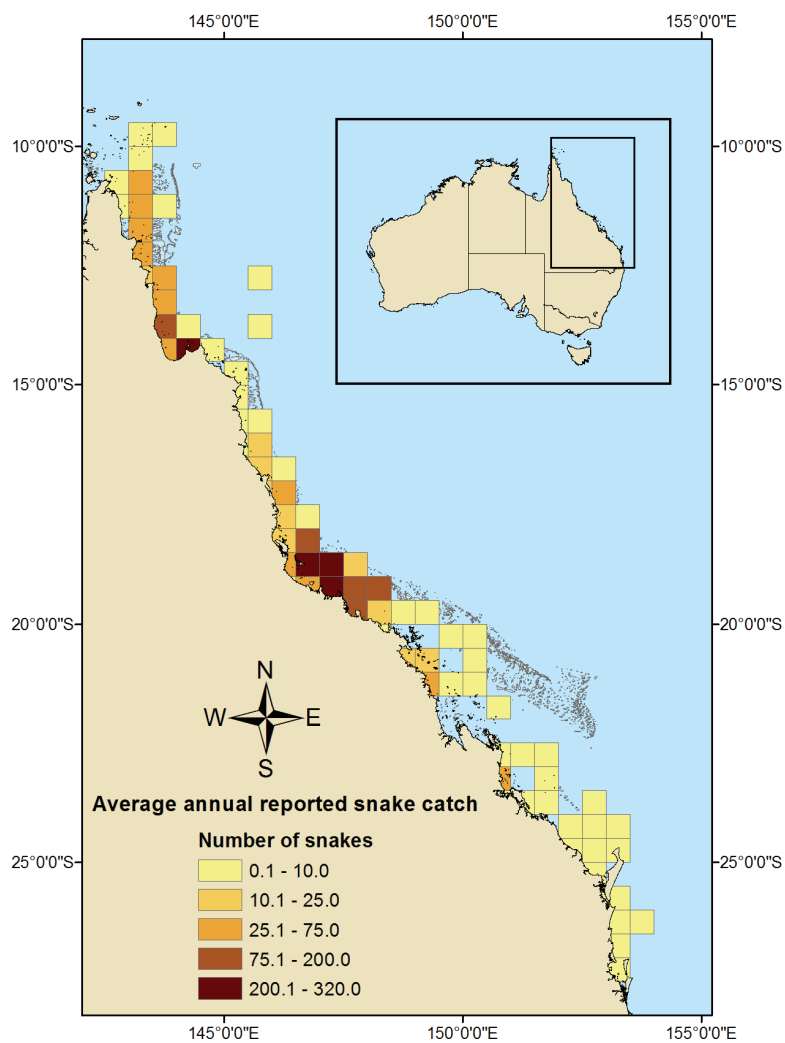 145°0'0"E 150°0'0"E 155°0'0"E
10°0'0"S 10°0'0"S
15°0'0"S 15°0'0"S
20°0'0"S 20°0'0"S
N
W E
S
Average annual reported snake catch
Number of snakes
0.1 - 10.0
25°0'0"S 25°0'0"S
10.1 - 25.0
25.1 - 75.0
75.1 - 200.0
200.1 - 320.0
145°0'0"E 150°0'0"E 155°0'0"E